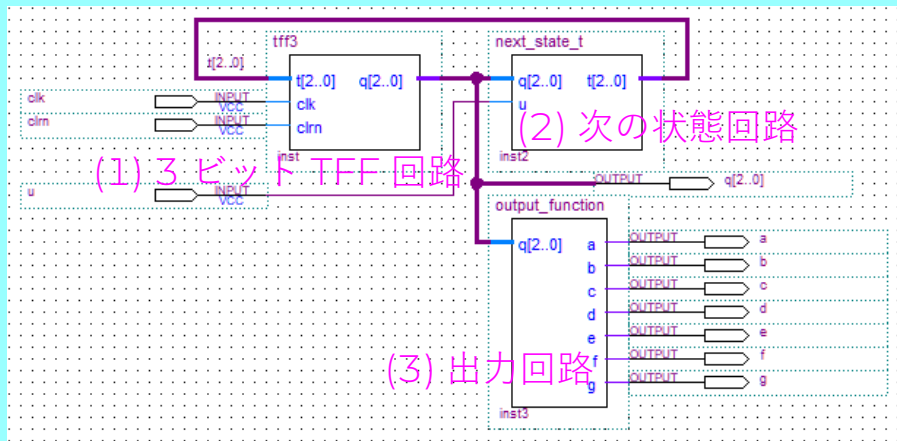 tff3
t[2..0]
t[2..0] q[2..0]
clk
clrn
inst
next_state_t
q[2..0] t[2..0]
u
inst2
clk INPUT VCC
clrn INPUT VCC
u INPUT VCC
(1) 3 ビット TFF 回路
(2) 次の状態回路
OUTPUT q[2..0]
output_function
q[2..0] a
b
c
d
e
f
g
inst3
(3) 出力回路
OUTPUT a
OUTPUT b
OUTPUT c
OUTPUT d
OUTPUT e
OUTPUT f
OUTPUT g